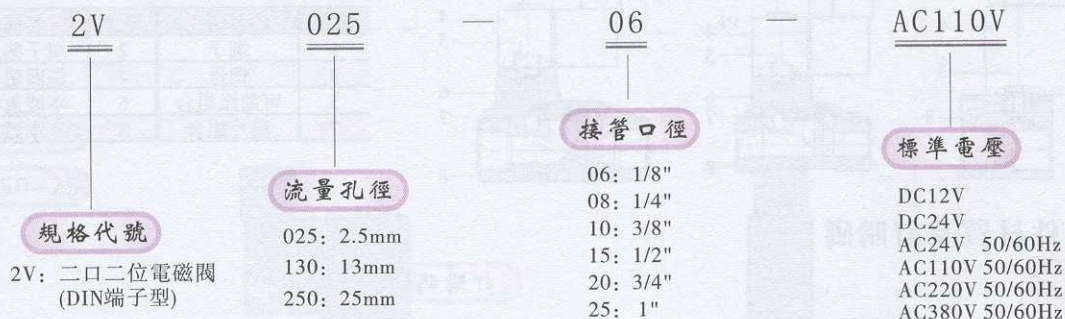 2V 025 — 06 — AC110V
規格代號
2V: 二口二位電磁閥
(DIN端子型)
流量孔徑
025: 2.5mm
130: 13mm
250: 25mm
接管口徑
06: 1/8"
08: 1/4"
10: 3/8"
15: 1/2"
20: 3/4"
25: 1"
標準電壓
DC12V
DC24V
AC24V 50/60Hz
AC110V 50/60Hz
AC220V 50/60Hz
AC380V 50/60Hz